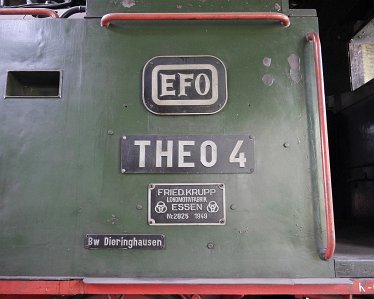 EFO
THEO 4
FRIED. KRUPP
LOKOMOTIVFABRIK
ESSEN
Nr. 2825 1949
Bw Dieringhausen